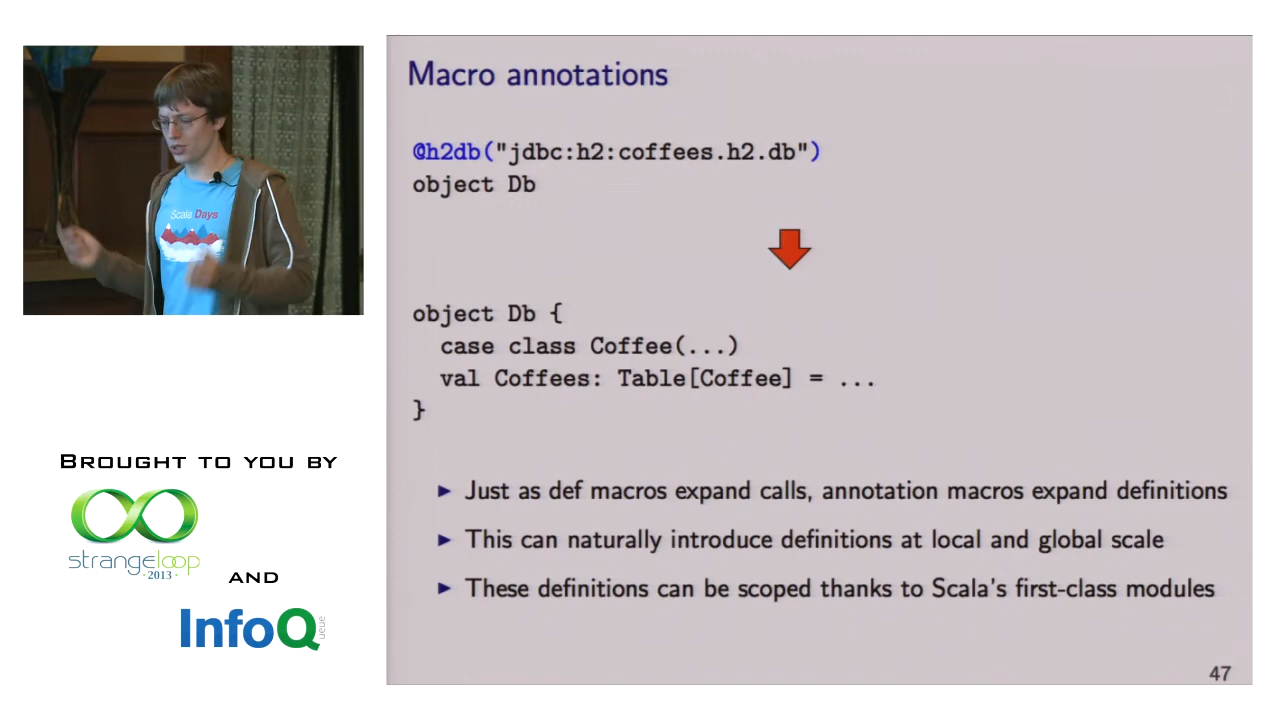 Macro annotations
@h2db("jdbc:h2:coffees.h2.db")
object Db
object Db {
case class Coffee(...)
val Coffees: Table[Coffee] = ...
}
Just as def macros expand calls, annotation macros expand definitions
This can naturally introduce definitions at local and global scale
These definitions can be scoped thanks to Scala's first-class modules
47
Scala Days
BROUGHT TO YOU BY
strangeloop
·2013·
AND
InfoQ
ueue